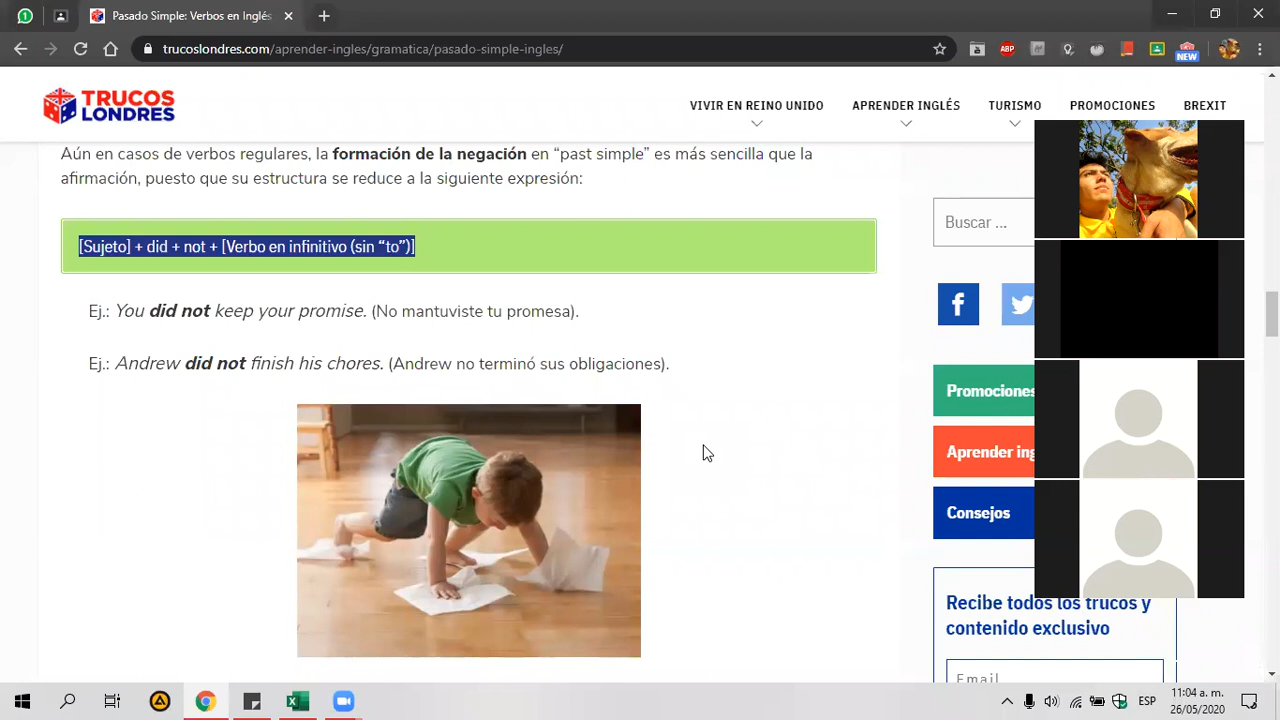 1
Pasado Simple: Verbos en Inglés
trucoslondres.com/aprender-ingles/gramatica/pasado-simple-ingles/
ABP
NEW
TRUCOS
LONDRES
VIVIR EN REINO UNIDO
APRENDER INGLÉS
TURISMO
PROMOCIONES
BREXIT
Aún en casos de verbos regulares, la formación de la negación en “past simple” es más sencilla que la
afirmación, puesto que su estructura se reduce a la siguiente expresión:
[Sujeto] + did + not + [Verbo en infinitivo (sin “to”)]
Ej.: You did not keep your promise. (No mantuviste tu promesa).
Ej.: Andrew did not finish his chores. (Andrew no terminó sus obligaciones).
Buscar ...
Promociones
Aprender ing
Consejos
Recibe todos los trucos y
contenido exclusivo
Email
ESP
11:04 a. m.
26/05/2020